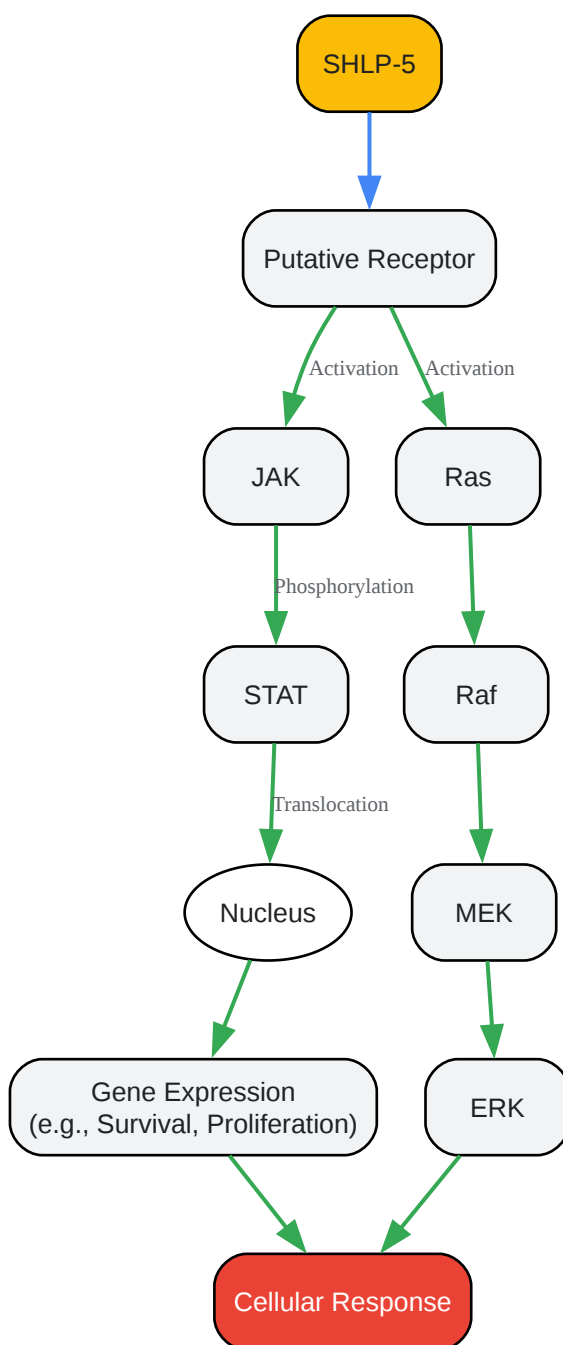 SHLP-5
Putative Receptor
Activation
Activation
JAK
Ras
Phosphorylation
STAT
Raf
Translocation
Nucleus
MEK
Gene Expression
(e.g., Survival, Proliferation)
ERK
Cellular Response